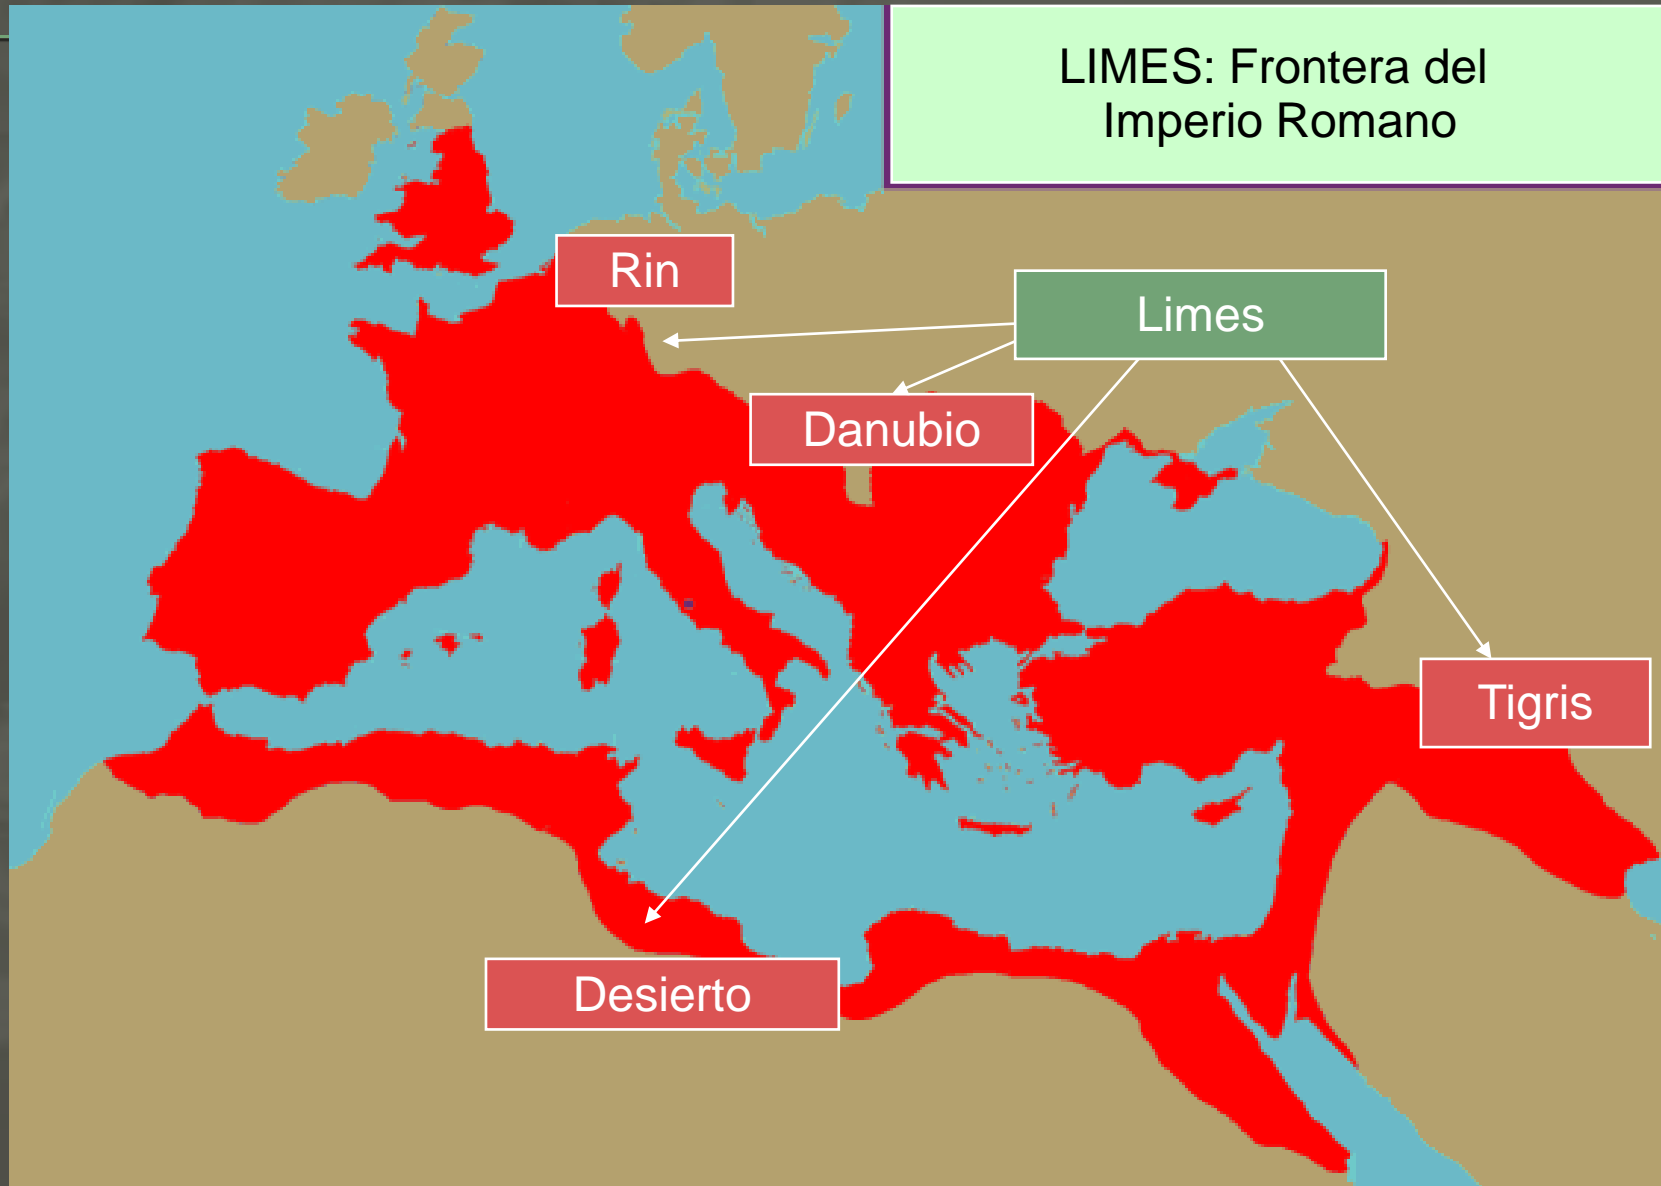 LIMES: Frontera del
Imperio Romano
Rin
Limes
Danubio
Tigris
Desierto